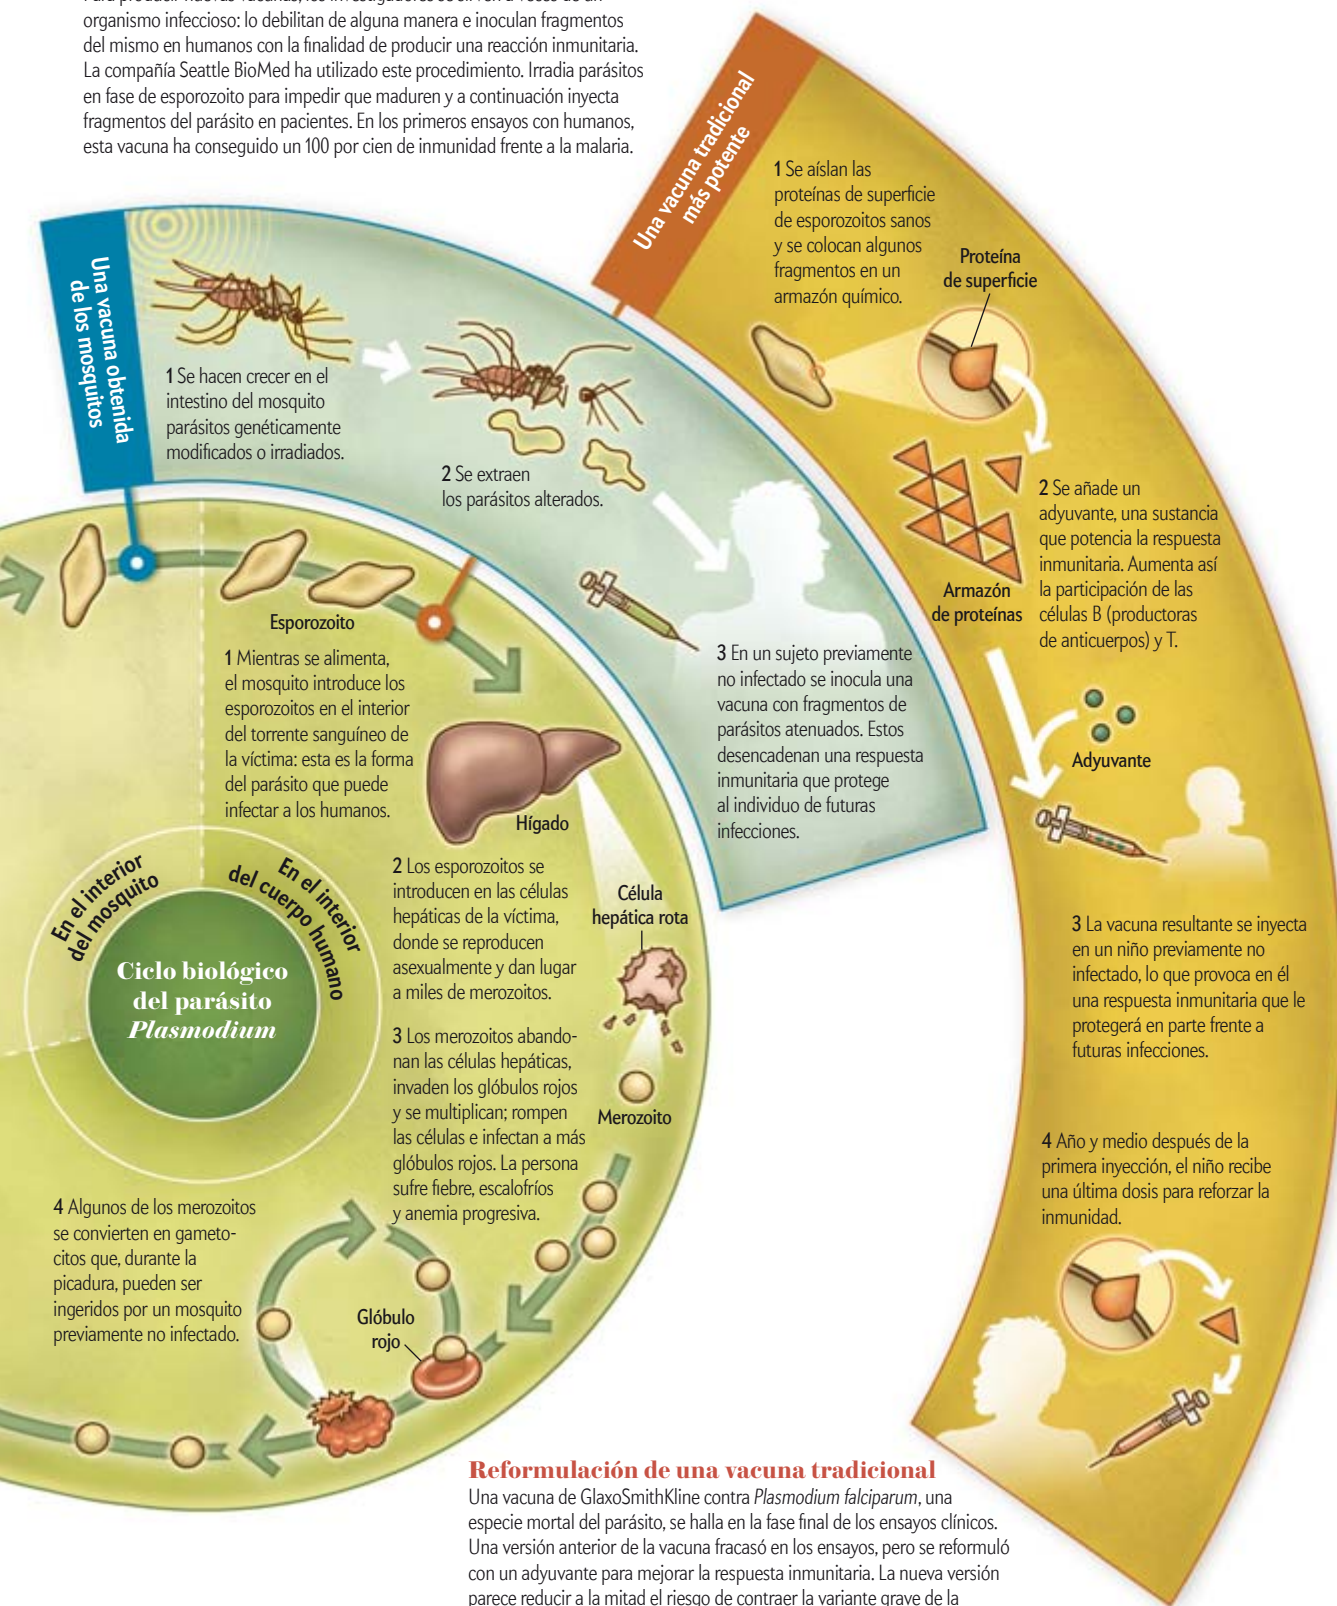 organismo infeccioso: lo debilitan de alguna manera e inoculan fragmentos
del mismo en humanos con la finalidad de producir una reacción inmunitaria.
La compañía Seattle BioMed ha utilizado este procedimiento. Irradia parásitos
en fase de esporozoito para impedir que maduren y a continuación inyecta
fragmentos del parásito en pacientes. En los primeros ensayos con humanos,
esta vacuna ha conseguido un 100 por cien de inmunidad frente a la malaria.
Una vacuna obtenida
de los mosquitos
1 Se hacen crecer en el
intestino del mosquito
parásitos genéticamente
modificados o irradiados.
2 Se extraen
los parásitos alterados.
3 En un sujeto previamente
no infectado se inocula una
vacuna con fragmentos de
parásitos atenuados. Estos
desencadenan una respuesta
inmunitaria que protege
al individuo de futuras
infecciones.
Una vacuna tradicional
más potente
1 Se aíslan las
proteínas de superficie
de esporozoitos sanos
y se colocan algunos
fragmentos en un
armazón químico.
Proteína
de superficie
Armazón
de proteínas
2 Se añade un
adyuvante, una sustancia
que potencia la respuesta
inmunitaria. Aumenta así
la participación de las
células B (productoras
de anticuerpos) y T.
Adyuvante
3 La vacuna resultante se inyecta
en un niño previamente no
infectado, lo que provoca en él
una respuesta inmunitaria que le
protegerá en parte frente a
futuras infecciones.
4 Año y medio después de la
primera inyección, el niño recibe
una última dosis para reforzar la
inmunidad.
Esporozoito
1 Mientras se alimenta,
el mosquito introduce los
esporozoitos en el interior
del torrente sanguíneo de
la víctima: esta es la forma
del parásito que puede
infectar a los humanos.
Hígado
En el interior
del mosquito
En el interior
del cuerpo humano
Ciclo biológico
del parásito
Plasmodium
2 Los esporozoitos se
introducen en las células
hepáticas de la víctima,
donde se reproducen
asexualmente y dan lugar
a miles de merozoitos.
Célula
hepática rota
3 Los merozoitos abando-
nan las células hepáticas,
invaden los glóbulos rojos
y se multiplican; rompen
las células e infectan a más
glóbulos rojos. La persona
sufre fiebre, escalofríos
y anemia progresiva.
Merozoito
4 Algunos de los merozoitos
se convierten en gameto-
citos que, durante la
picadura, pueden ser
ingeridos por un mosquito
previamente no infectado.
Glóbulo
rojo
Reformulación de una vacuna tradicional
Una vacuna de GlaxoSmithKline contra Plasmodium falciparum, una
especie mortal del parásito, se halla en la fase final de los ensayos clínicos.
Una versión anterior de la vacuna fracasó en los ensayos, pero se reformuló
con un adyuvante para mejorar la respuesta inmunitaria. La nueva versión
parece reducir a la mitad el riesgo de contraer la variante grave de la